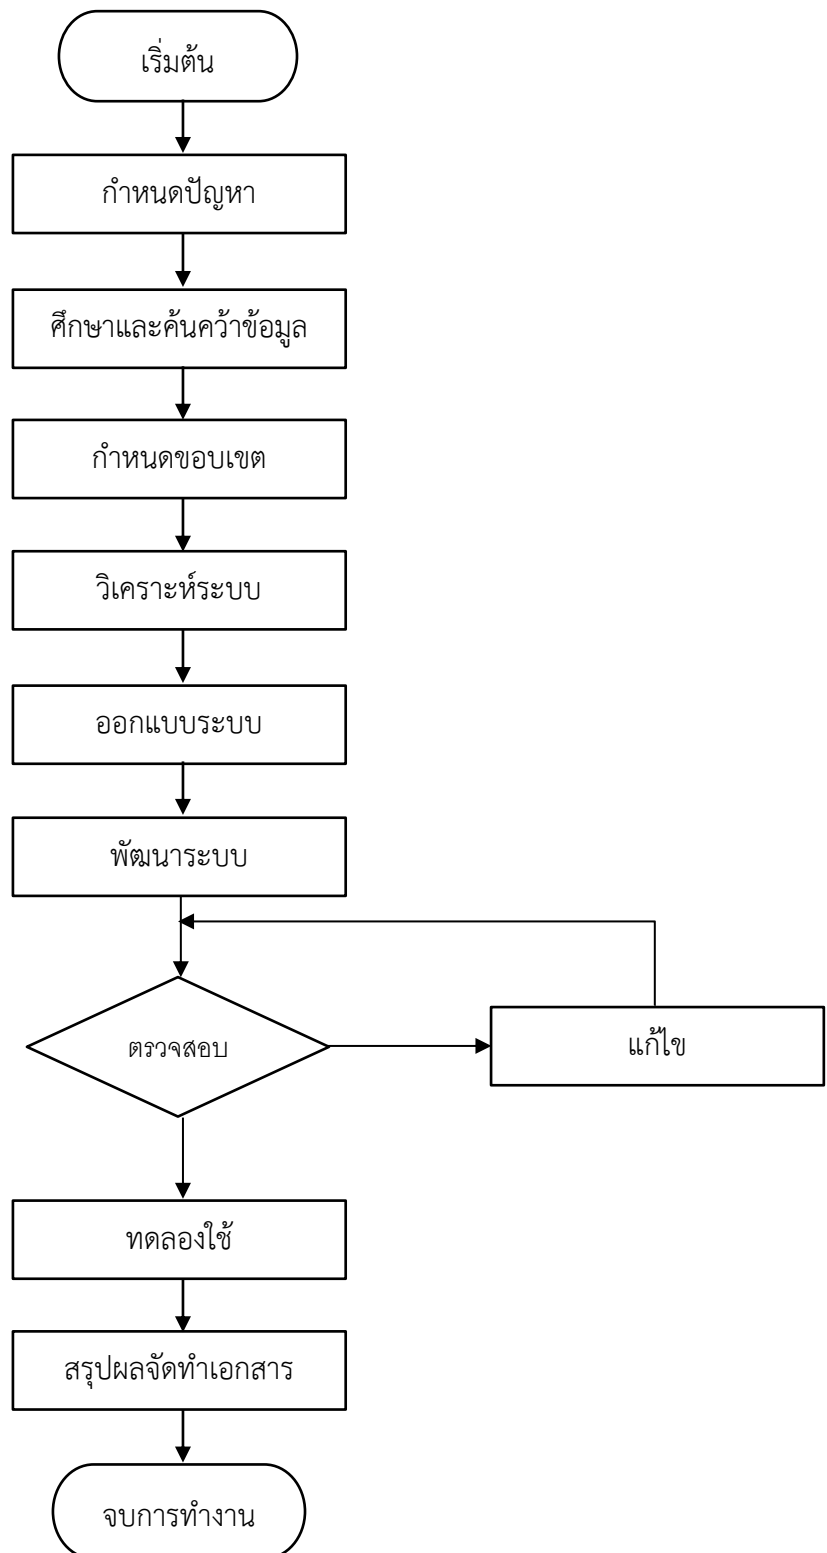 เริ่มต้น
กำหนดปัญหา
ศึกษาและค้นคว้าข้อมูล
กำหนดขอบเขต
วิเคราะห์ระบบ
ออกแบบระบบ
พัฒนาระบบ
ตรวจสอบ
แก้ไข
ทดลองใช้
สรุปผลจัดทำเอกสาร
จบการทำงาน